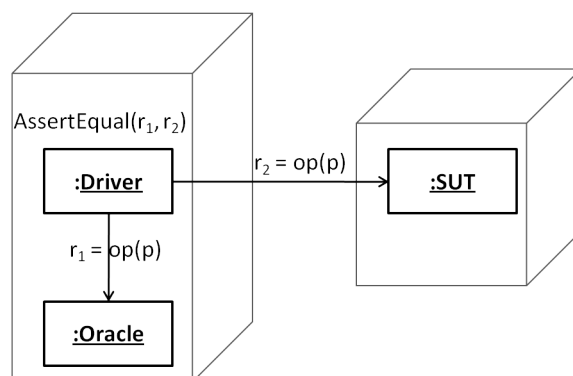 AssertEqual(r₁, r₂)
r₂ = op(p)
:Driver
:SUT
r₁ = op(p)
:Oracle